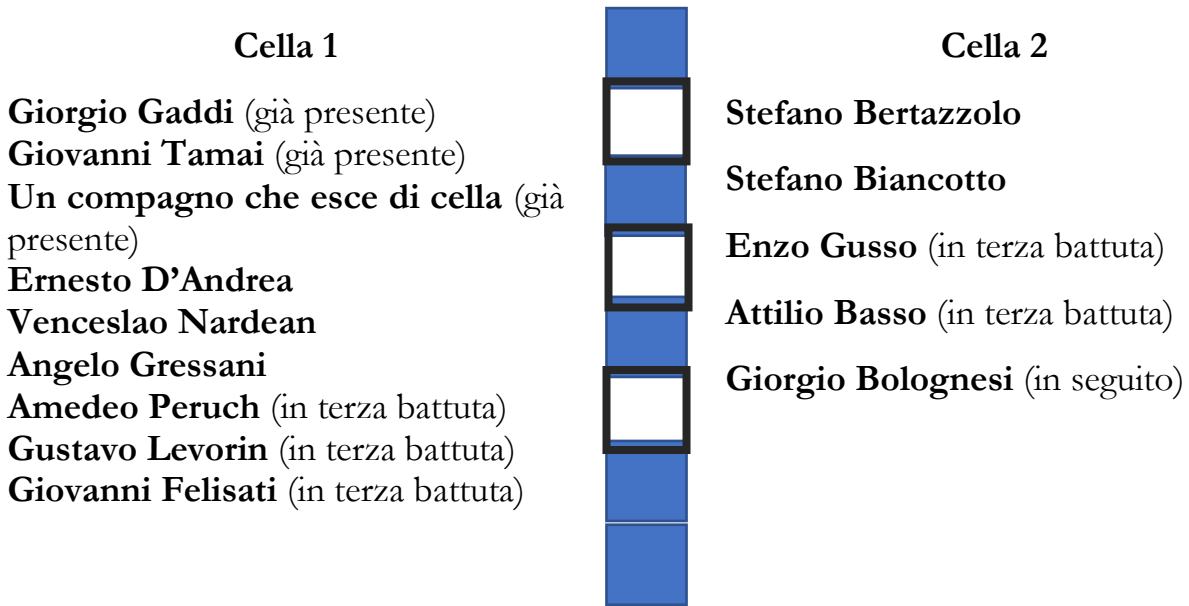 Cella 1
Giorgio Gaddi (già presente)
Giovanni Tamai (già presente)
Un compagno che esce di cella (già
presente)
Ernesto D’Andrea
Venceslao Nardean
Angelo Gressani
Amedeo Peruch (in terza battuta)
Gustavo Levorin (in terza battuta)
Giovanni Felisati (in terza battuta)
Cella 2
Stefano Bertazzolo
Stefano Biancotto
Enzo Gusso (in terza battuta)
Attilio Basso (in terza battuta)
Giorgio Bolognesi (in seguito)